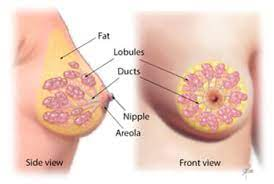 Fat
Lobules
Ducts
Nipple
Areola
Side view
Front view